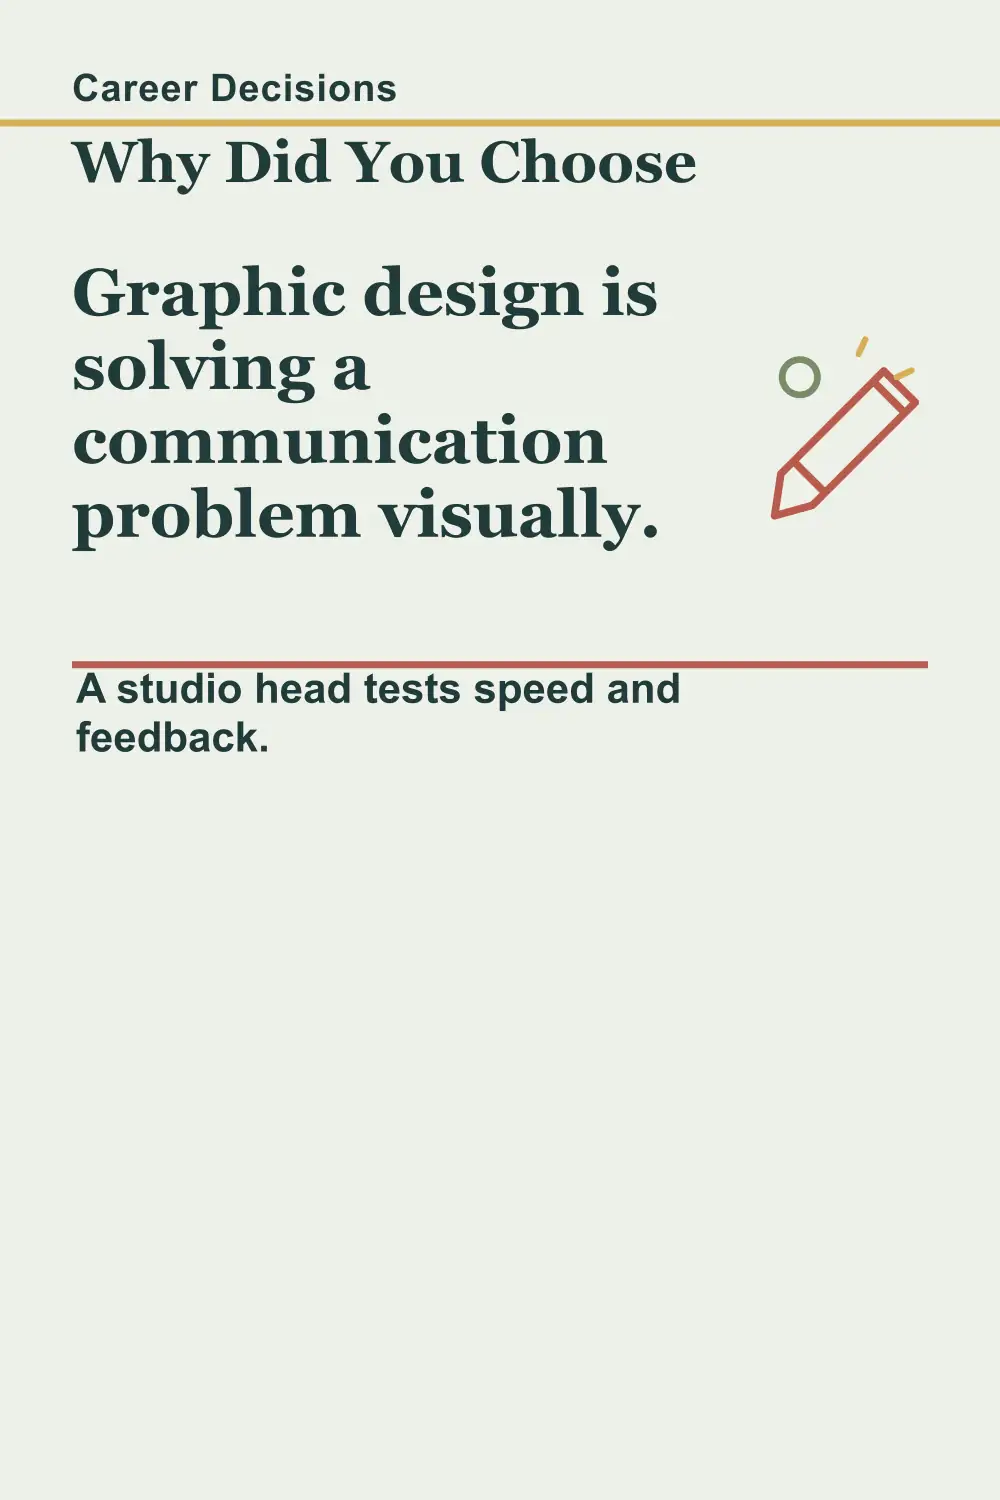 Career Decisions
Why Did You Choose
Graphic design is
solving a
communication
problem visually.
A studio head tests speed and
feedback.